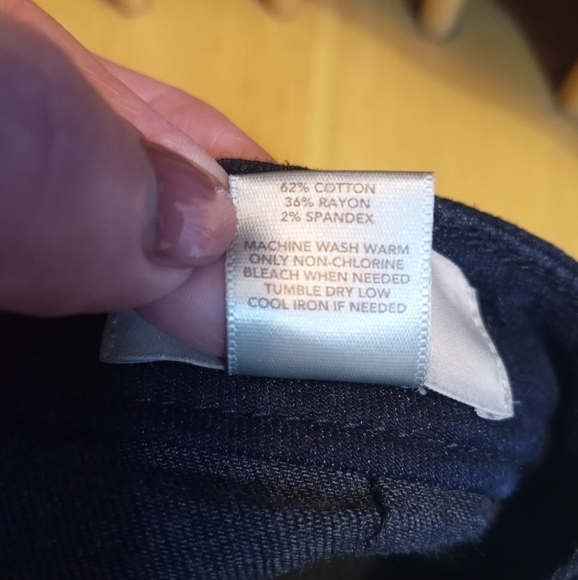 62% COTTON
36% RAYON
2% SPANDEX
MACHINE WASH WARM
ONLY NON-CHLORINE
BLEACH WHEN NEEDED
TUMBLE DRY LOW
COOL IRON IF NEEDED